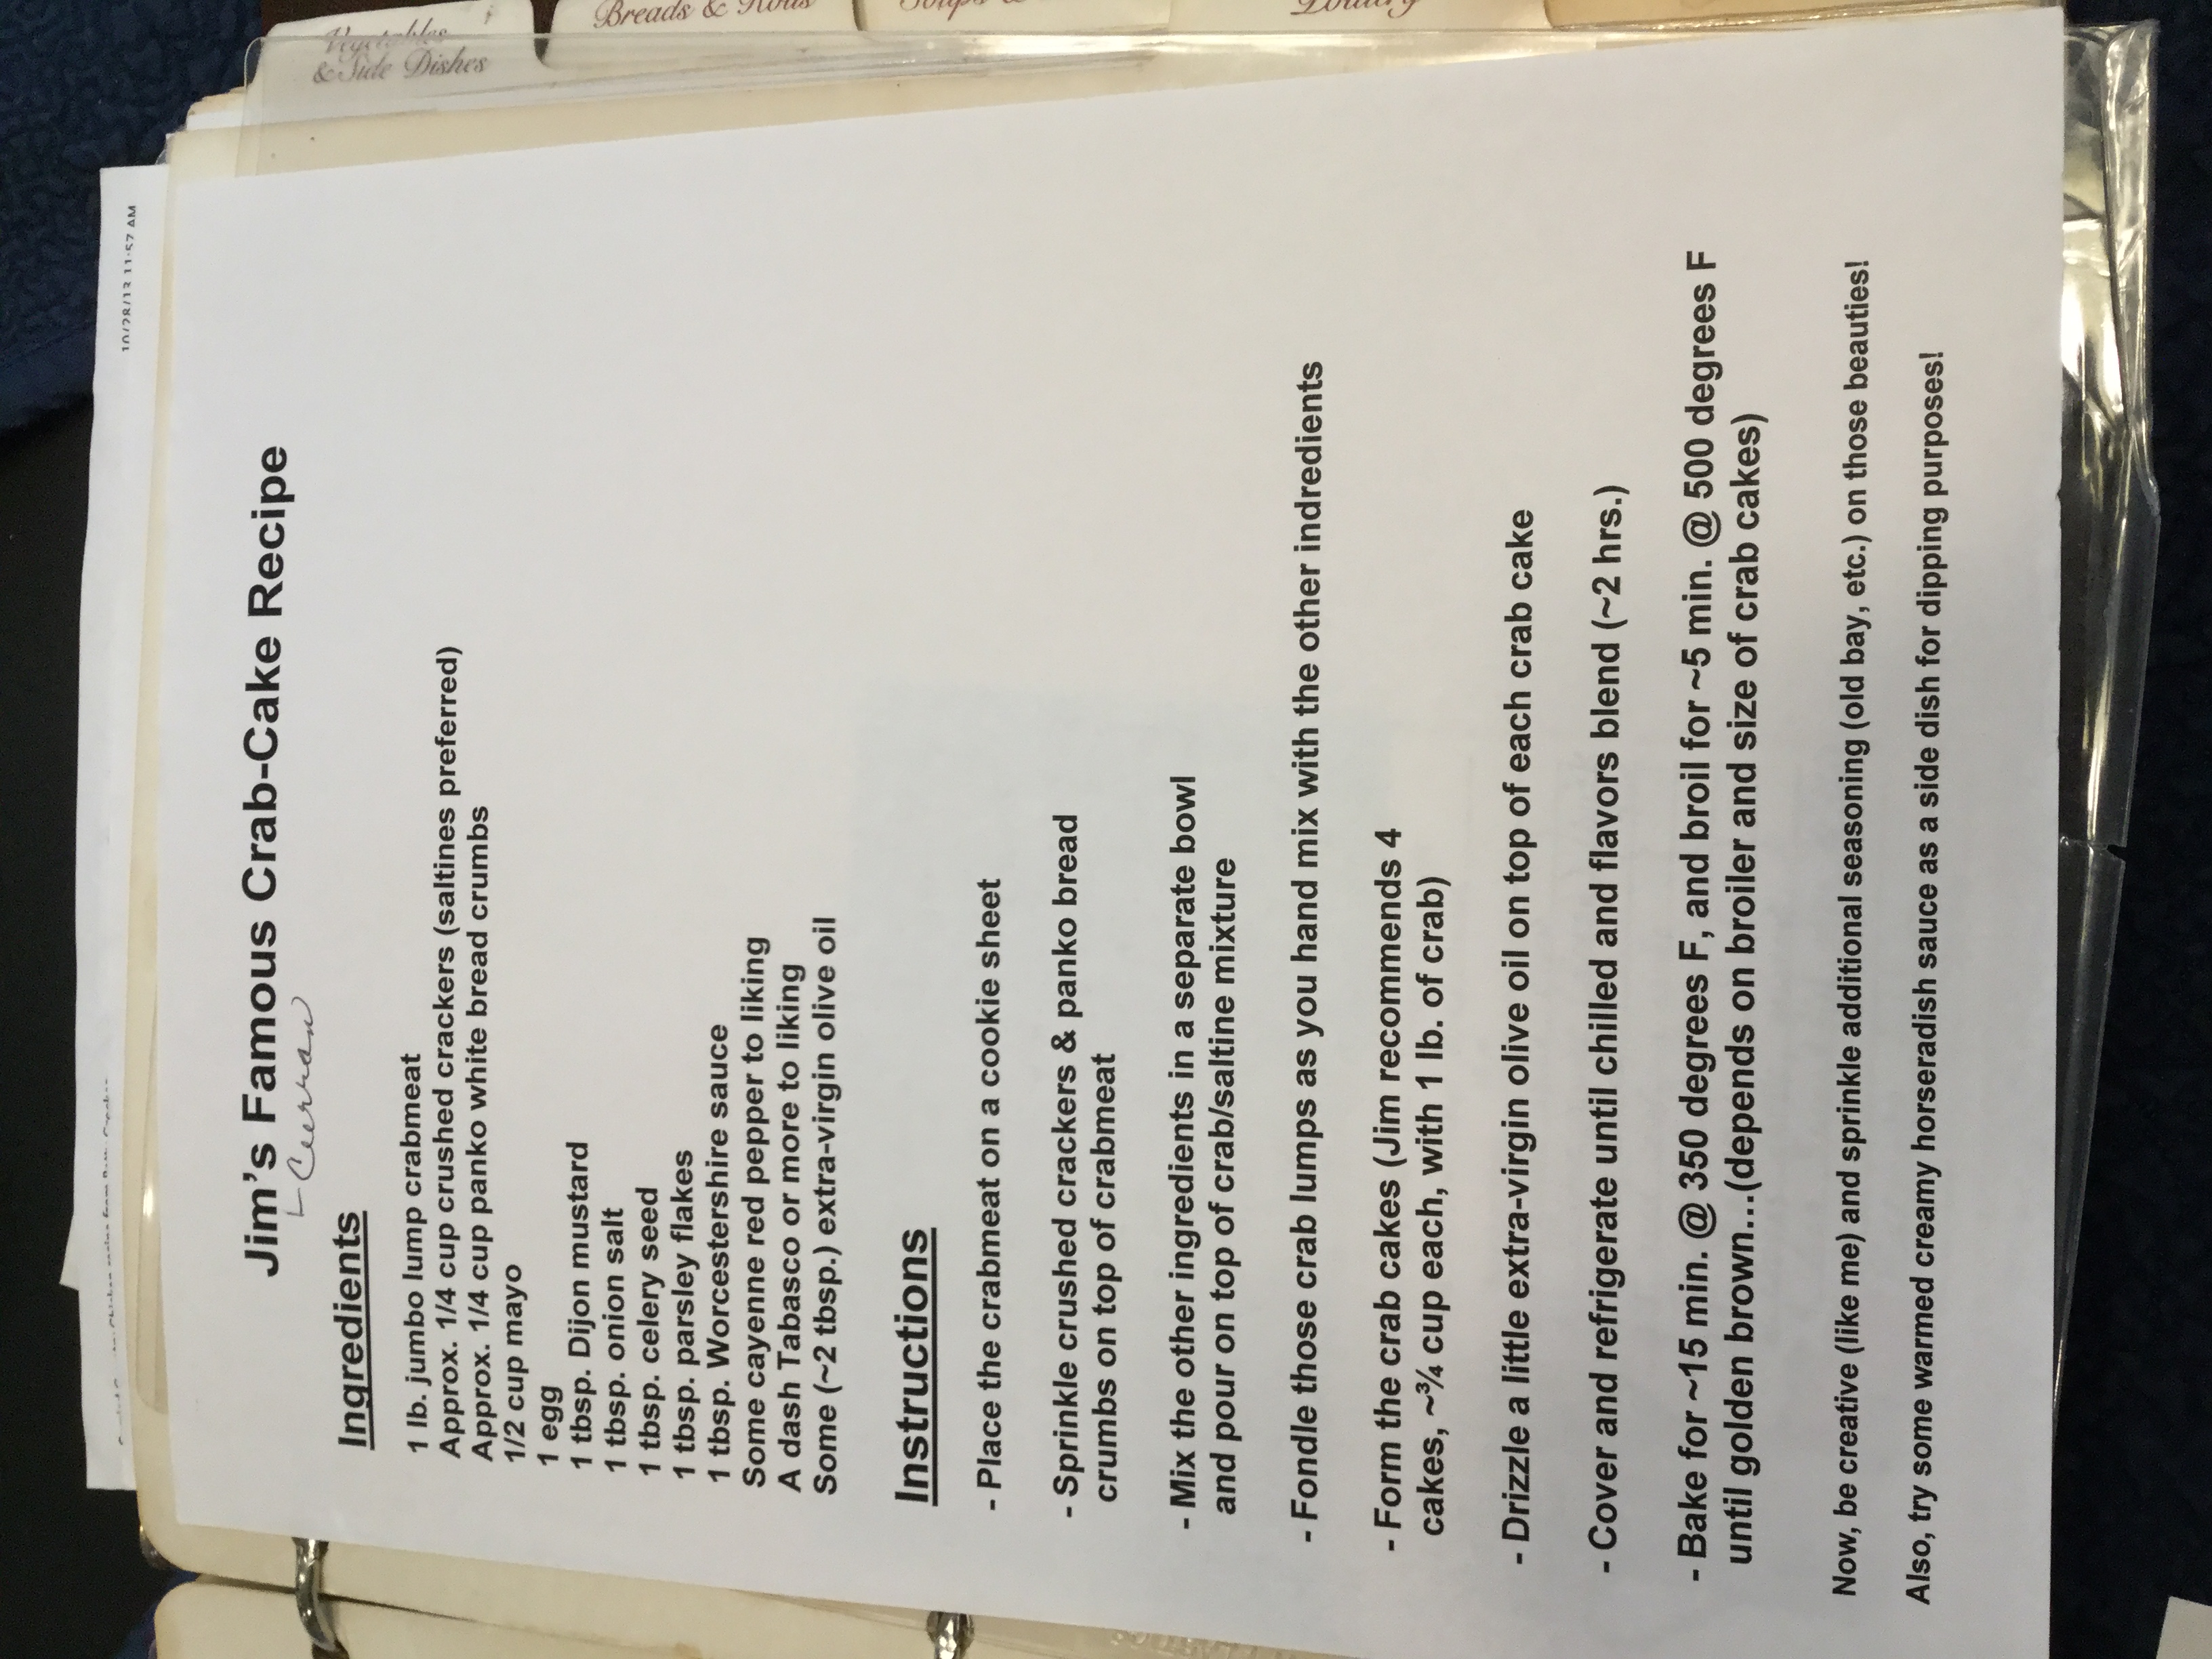 Chicken recipe from
10/28/13 11:57 AM
Jim's Famous Crab-Cake Recipe
Curran
Ingredients
1 lb. jumbo lump crabmeat
Approx. 1/4 cup crushed crackers (saltines preferred)
Approx. 1/4 cup panko white bread crumbs
1/2 cup mayo
1 egg
1 tbsp. Dijon mustard
1 tbsp. onion salt
1 tbsp. celery seed
1 tbsp. parsley flakes
1 tbsp. Worcestershire sauce
Some cayenne red pepper to liking
A dash Tabasco or more to liking
Some (~2 tbsp.) extra-virgin olive oil
Instructions
- Place the crabmeat on a cookie sheet
- Sprinkle crushed crackers & panko bread
crumbs on top of crabmeat
- Mix the other ingredients in a separate bowl
and pour on top of crab/saltine mixture
- Fondle those crab lumps as you hand mix with the other indredients
- Form the crab cakes (Jim recommends 4
cakes, ~¾ cup each, with 1 lb. of crab)
- Drizzle a little extra-virgin olive oil on top of each crab cake
- Cover and refrigerate until chilled and flavors blend (~2 hrs.)
- Bake for ~15 min. @ 350 degrees F, and broil for ~5 min. @ 500 degrees F
until golden brown...(depends on broiler and size of crab cakes)
Now, be creative (like me) and sprinkle additional seasoning (old bay, etc.) on those beauties!
Also, try some warmed creamy horseradish sauce as a side dish for dipping purposes!
& Side Dishes
Breads &